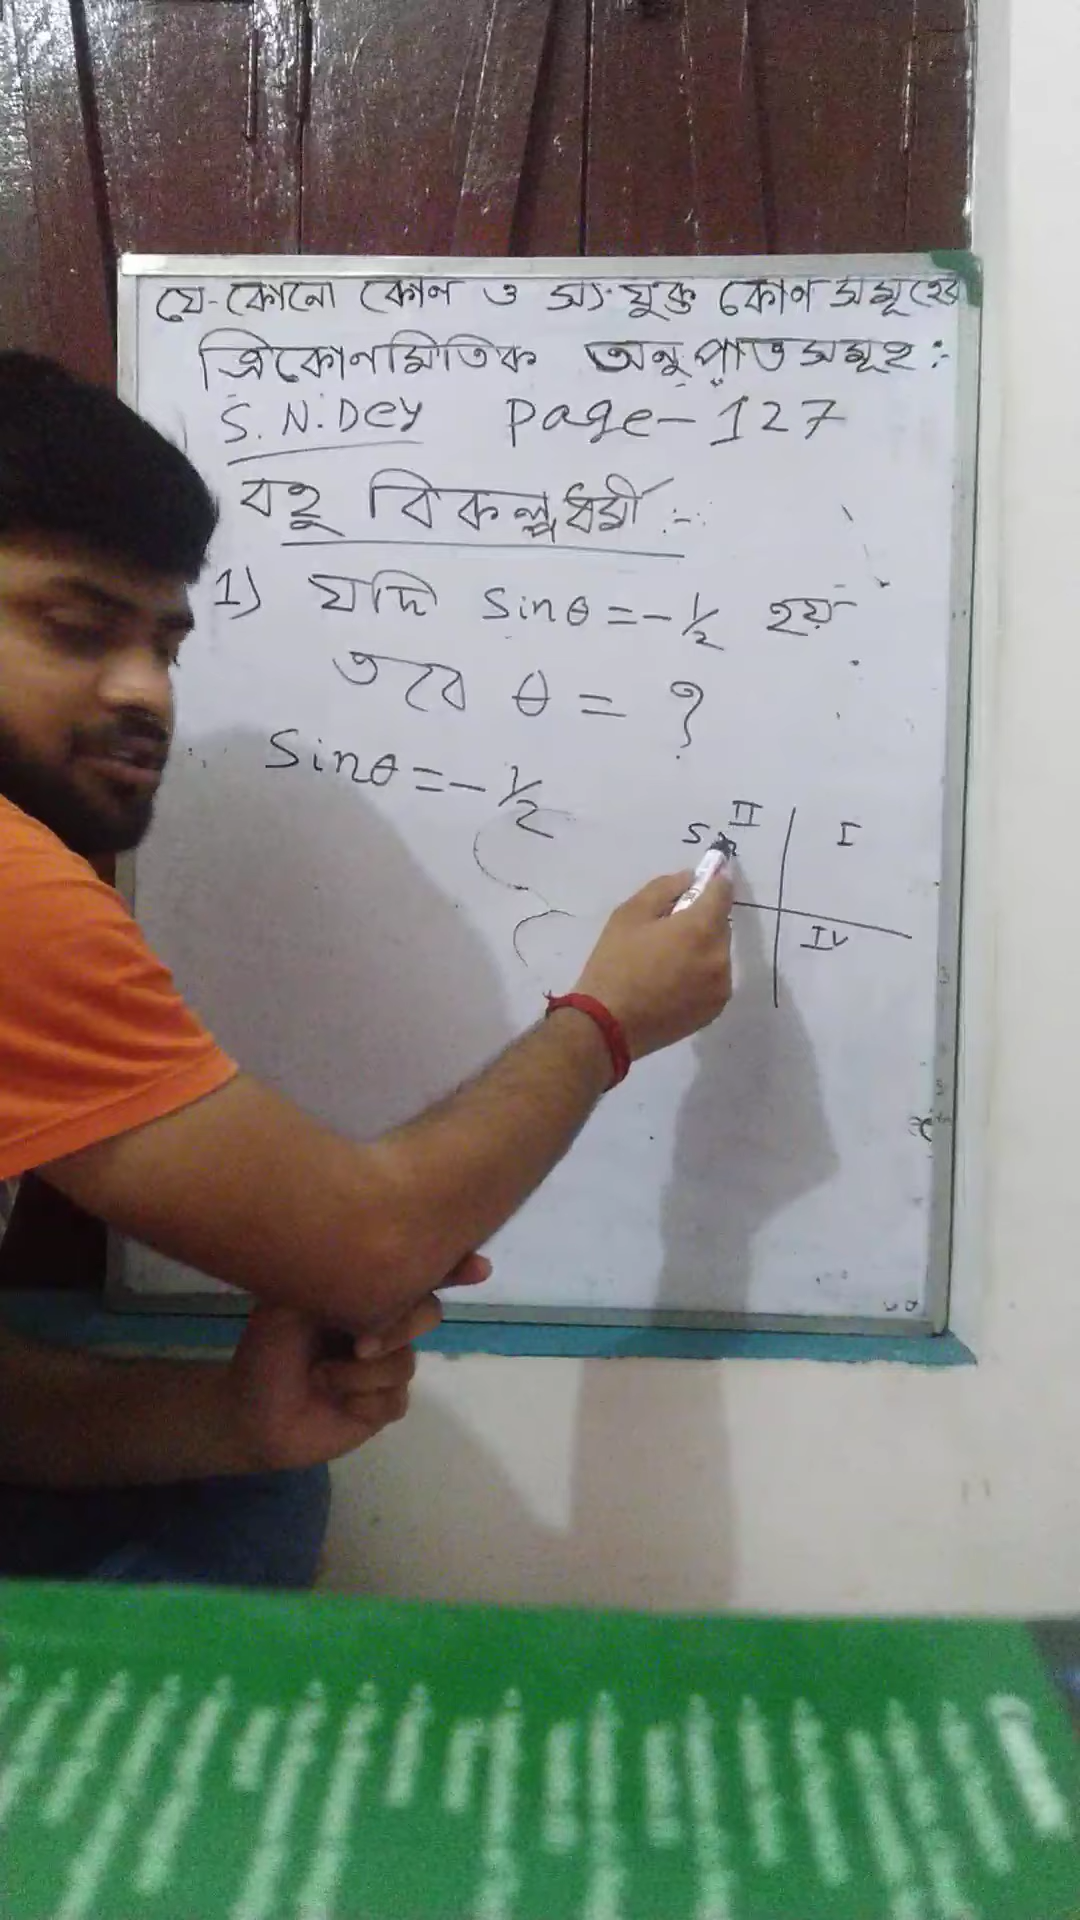 যে-কোনো কোণ ও সংযুক্ত কোণ সমূহের
ত্রিকোণমিতিক অনুপাতসমূহ :-
S. N. Dey Page - 127
বহু বিকল্পধর্মী :-
1) যদি Sinθ = - 1/2 হয়
তবে θ = ?
Sinθ = - 1/2
II I
IV